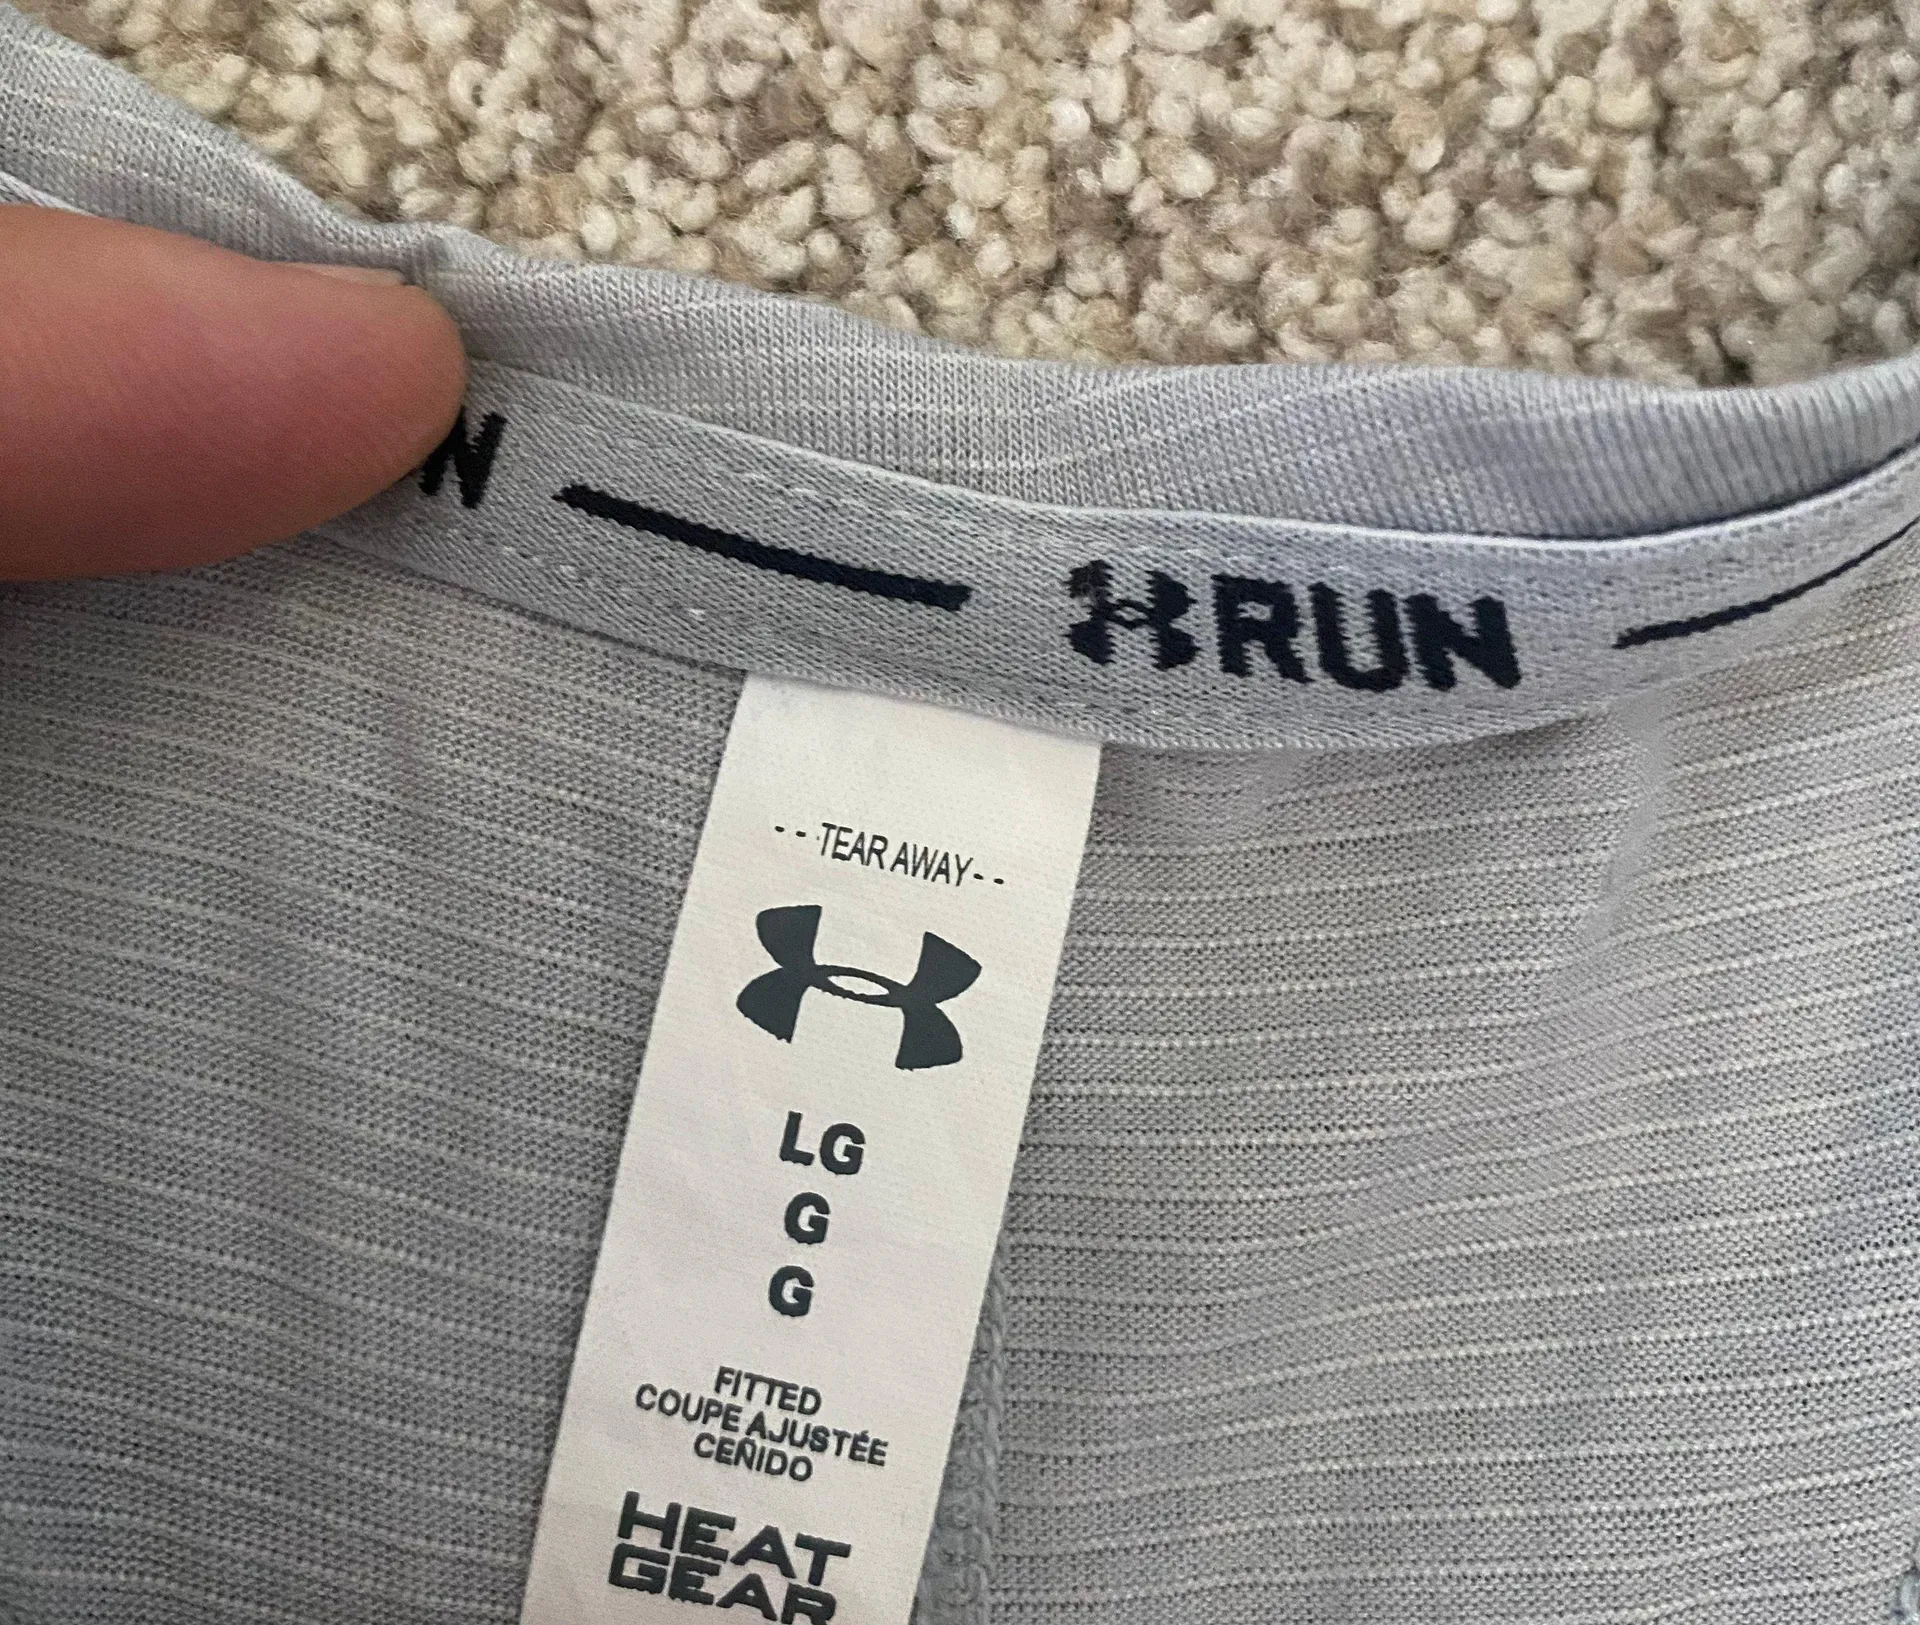 N
RUN
--TEAR AWAY--
LG
G
G
FITTED
COUPE AJUSTÉE
CEÑIDO
HEAT
GEAR